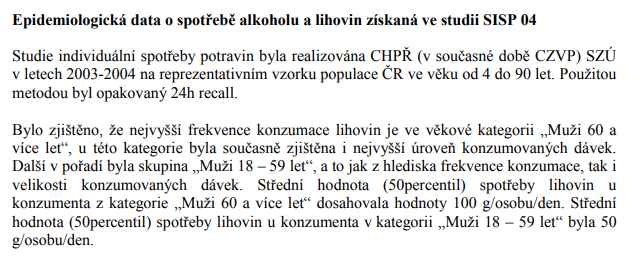 Epidemiologická data o spotřebě alkoholu a lihovin získaná ve studii SISP 04
Studie individuální spotřeby potravin byla realizována CHPŘ (v současné době CZVP) SZÚ
v letech 2003-2004 na reprezentativním vzorku populace ČR ve věku od 4 do 90 let. Použitou
metodou byl opakovaný 24h recall.
Bylo zjištěno, že nejvyšší frekvence konzumace lihovin je ve věkové kategorii „Muži 60 a
více let“, u této kategorie byla současně zjištěna i nejvyšší úroveň konzumovaných dávek.
Další v pořadí byla skupina „Muži 18 – 59 let“, a to jak z hlediska frekvence konzumace, tak i
velikosti konzumovaných dávek. Střední hodnota (50percentil) spotřeby lihovin u
konzumenta z kategorie „Muži 60 a více let“ dosahovala hodnoty 100 g/osobu/den. Střední
hodnota (50percentil) spotřeby lihovin u konzumenta v kategorii „Muži 18 – 59 let“ byla 50
g/osobu/den.